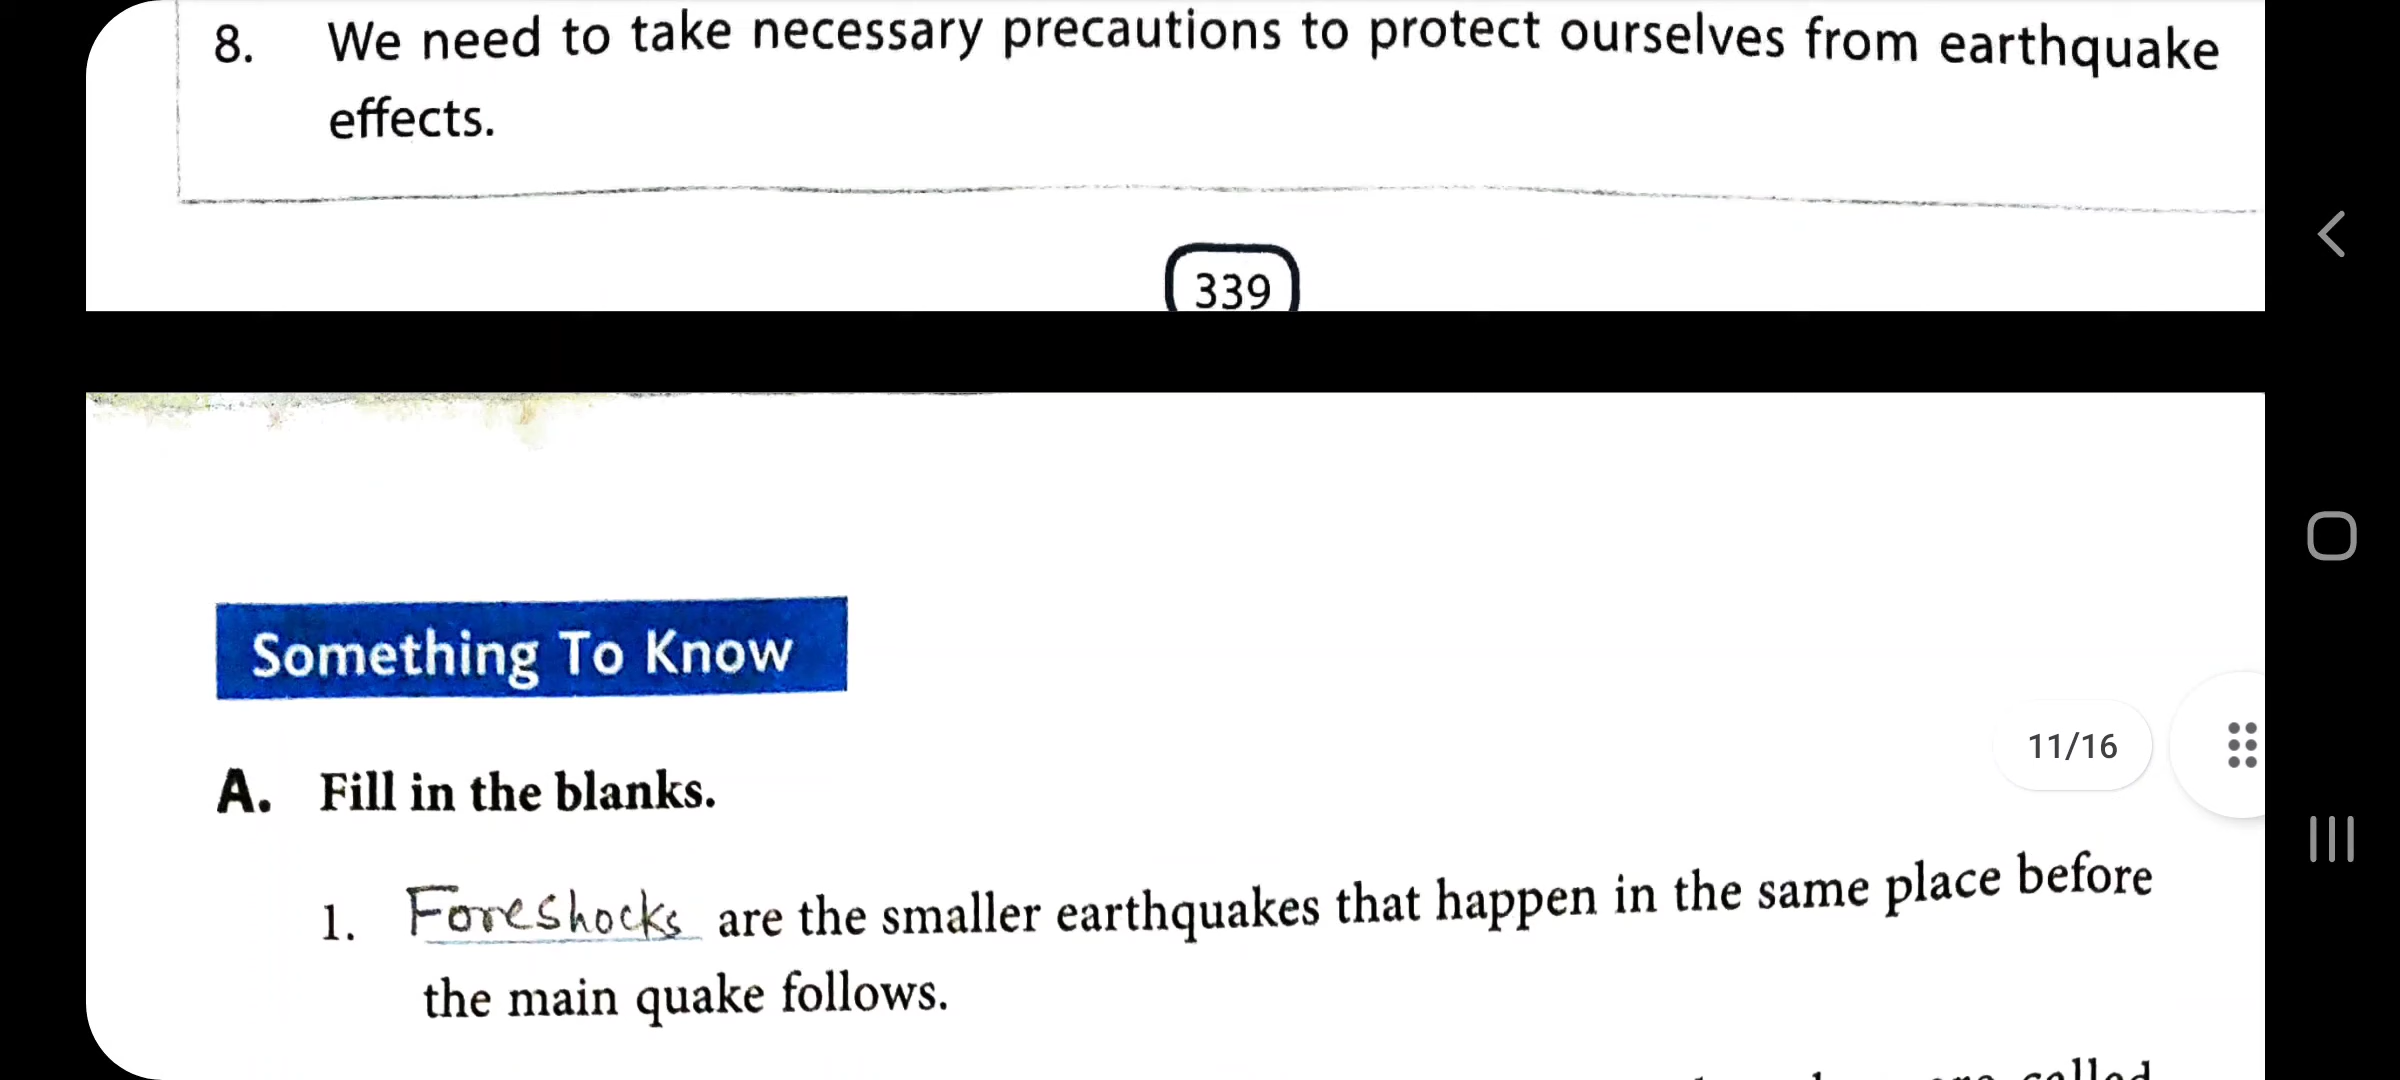 8. We need to take necessary precautions to protect ourselves from earthquake
effects.
339
Something To Know
11/16
A. Fill in the blanks.
1. Foreshocks are the smaller earthquakes that happen in the same place before
the main quake follows.
called